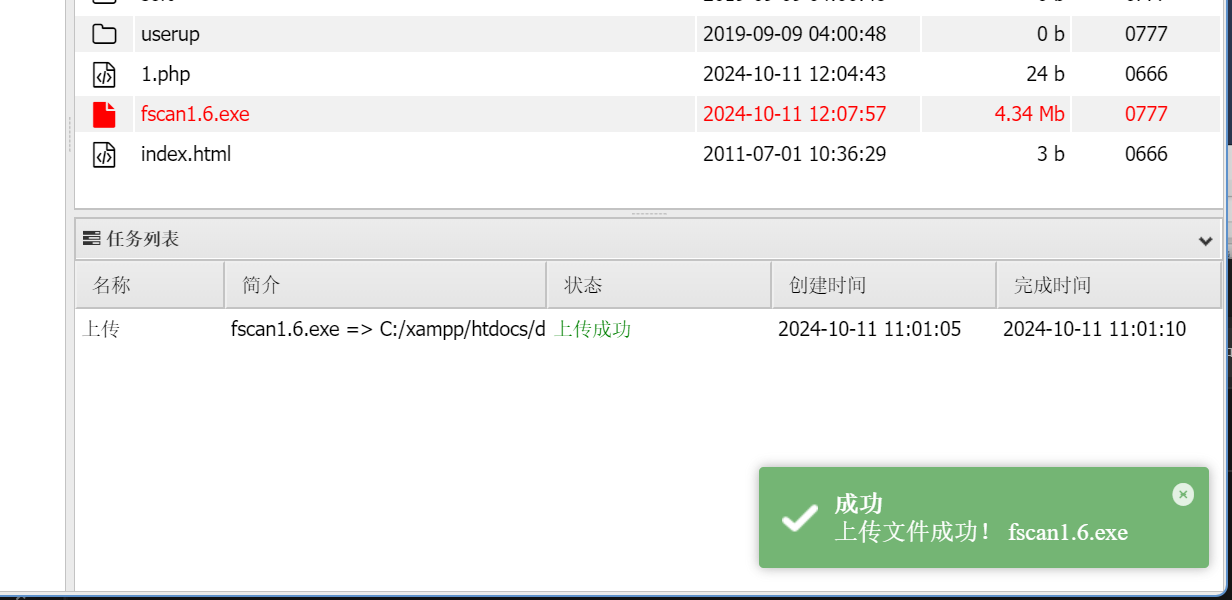 userup 2019-09-09 04:00:48 0 b 0777
1.php 2024-10-11 12:04:43 24 b 0666
fscan1.6.exe 2024-10-11 12:07:57 4.34 Mb 0777
index.html 2011-07-01 10:36:29 3 b 0666
任务列表
名称 简介 状态 创建时间 完成时间
上传 fscan1.6.exe => C:/xampp/htdocs/d 上传成功 2024-10-11 11:01:05 2024-10-11 11:01:10
成功
上传文件成功！ fscan1.6.exe